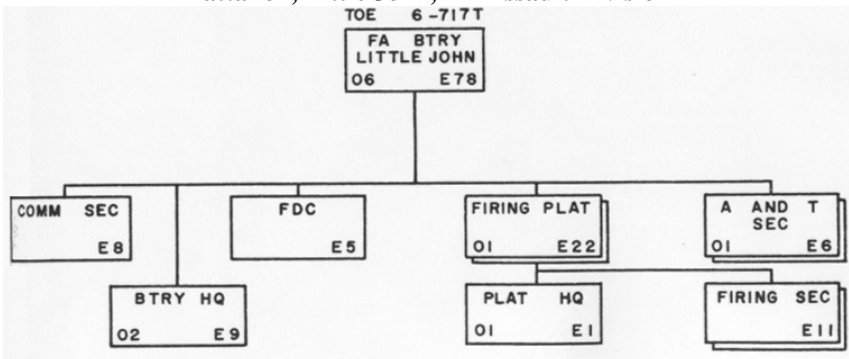 TOE 6-717T
FA BTRY
LITTLE JOHN
O6 E78
COMM SEC
E8
FDC
E5
FIRING PLAT
O1 E22
A AND T
SEC
O1 E6
BTRY HQ
O2 E9
PLAT HQ
O1 E1
FIRING SEC
E11